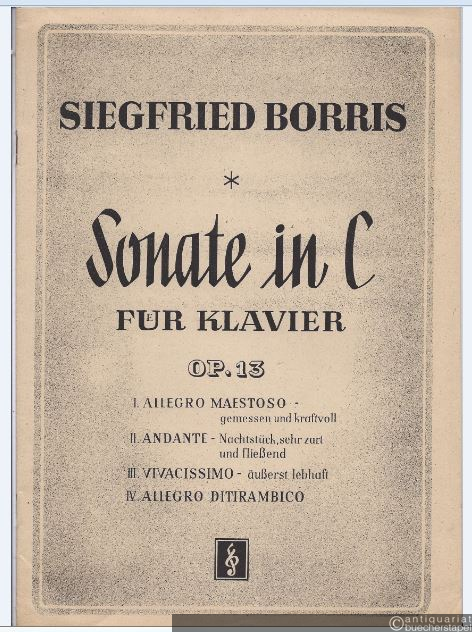 SIEGFRIED BORRIS
*
Sonate in C
FÜR KLAVIER
OP. 13
I. ALLEGRO MAESTOSO -
gemessen und kraftvoll
II. ANDANTE - Nachtstück, sehr zart
und fließend
III. VIVACISSIMO - äußerst lebhaft
IV. ALLEGRO DITIRAMBICO
antiquariat
buecherstapel